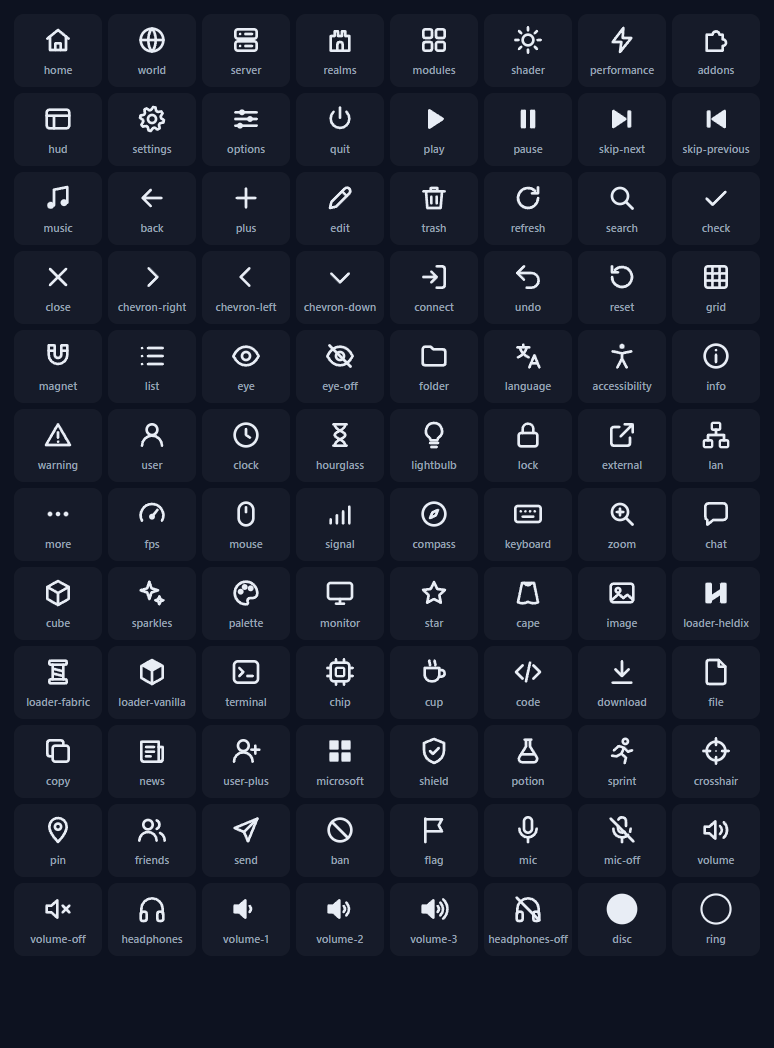 home world server realms modules shader performance addons
hud settings options quit play pause skip-next skip-previous
music back plus edit trash refresh search check
close chevron-right chevron-left chevron-down connect undo reset grid
magnet list eye eye-off folder language accessibility info
warning user clock hourglass lightbulb lock external lan
more fps mouse signal compass keyboard zoom chat
cube sparkles palette monitor star cape image loader-heldix
loader-fabric loader-vanilla terminal chip cup code download file
copy news user-plus microsoft shield potion sprint crosshair
pin friends send ban flag mic mic-off volume
volume-off headphones volume-1 volume-2 volume-3 headphones-off disc ring